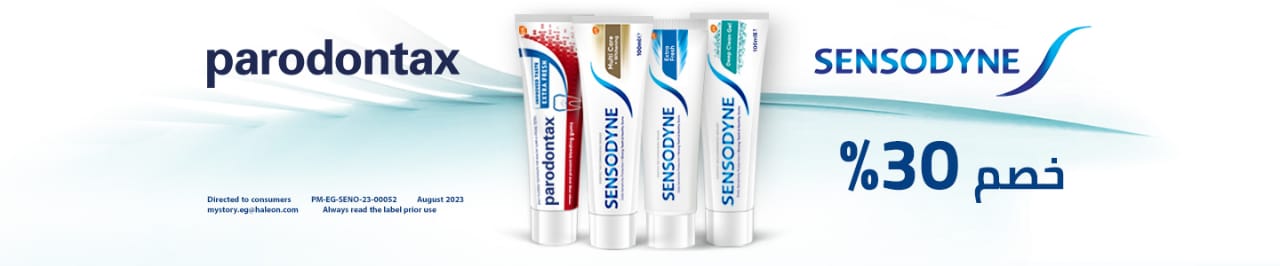 parodontax
Directed to consumers PM-EG-SENO-23-00052 August 2023
mystory.eg@haleon.com Always read the label prior use
parodontax
EXTRA FRESH
SENSODYNE
Multi Care
+ Whitening
100ml℮
SENSODYNE
Extra
Fresh
SENSODYNE
Deep Clean Gel
100ml℮
SENSODYNE
خصم 30%